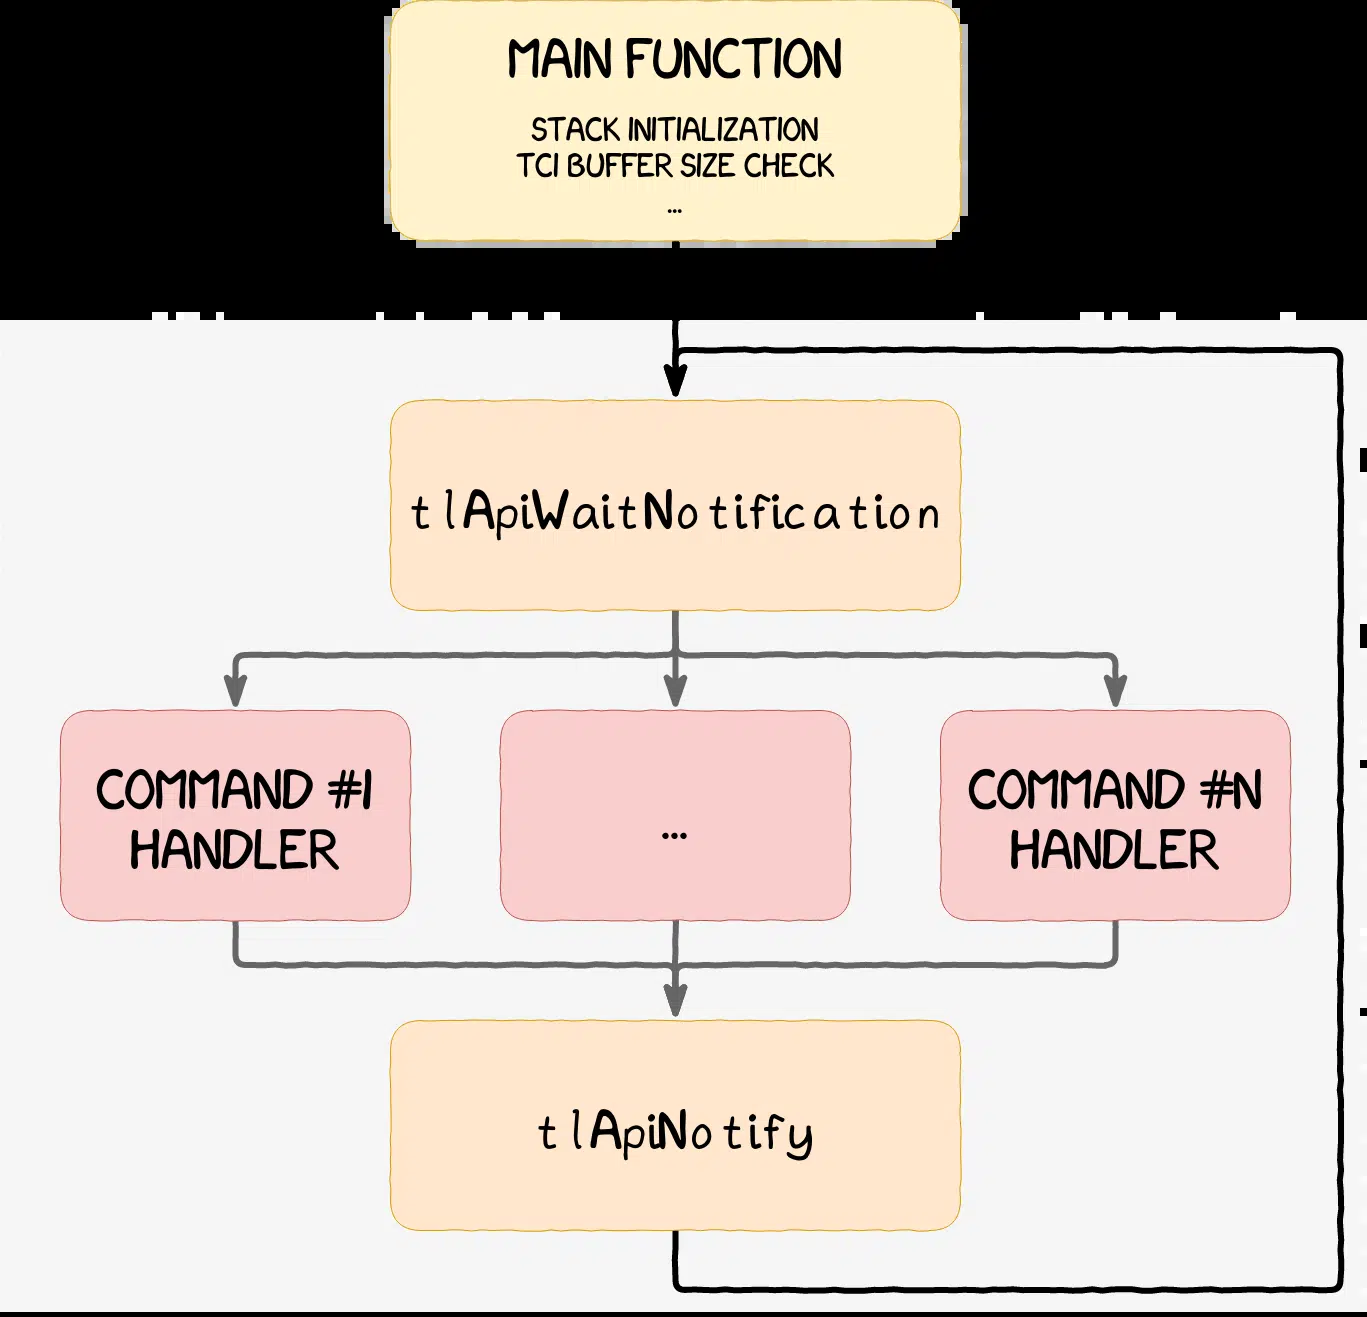 MAIN FUNCTION
STACK INITIALIZATION
TCI BUFFER SIZE CHECK
...
tlApiWaitNotification
COMMAND #1
HANDLER
...
COMMAND #N
HANDLER
tlApiNotify